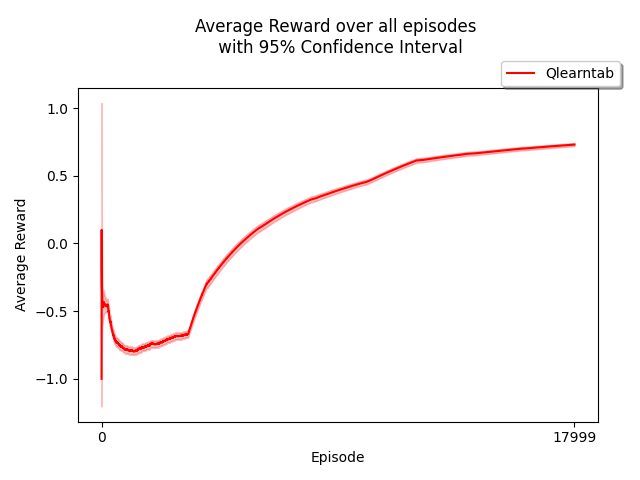 Average Reward over all episodes
with 95% Confidence Interval
Qlearntab
1.0
0.5
0.0
−0.5
−1.0
Average Reward
0
17999
Episode